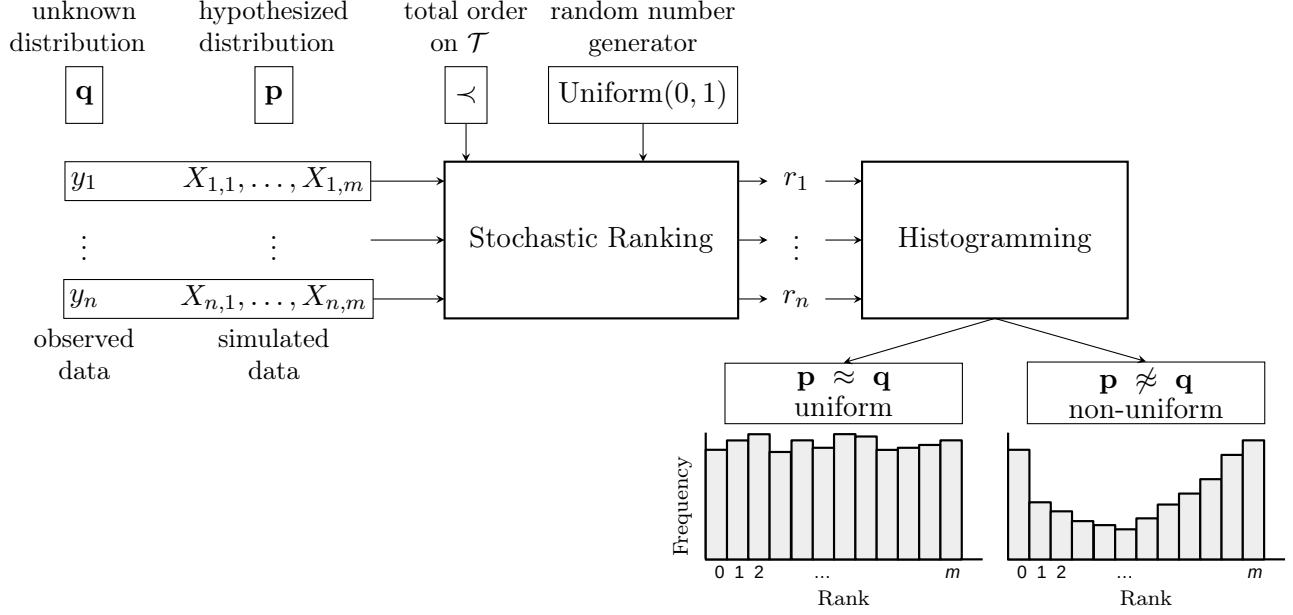 unknown
distribution
hypothesized
distribution
total order
on 𝒯
random number
generator
q
p
≺
Uniform(0, 1)
y₁ X₁,₁, . . . , X₁,ₘ
⋮ ⋮
yₙ Xₙ,₁, . . . , Xₙ,ₘ
observed
data
simulated
data
Stochastic Ranking
r₁
⋮
rₙ
Histogramming
p ≈ q
uniform
p ≉ q
non-uniform
Frequency
0 1 2 ... m
Rank
0 1 2 ... m
Rank